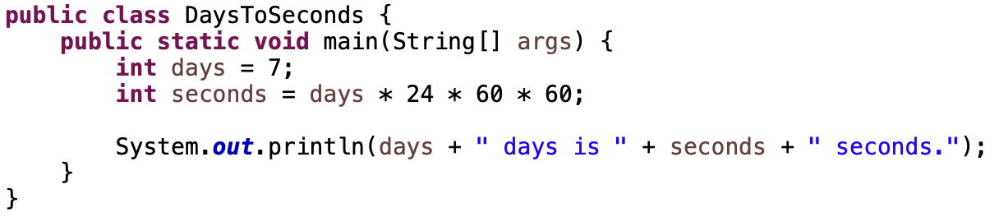 public class DaysToSeconds {
    public static void main(String[] args) {
        int days = 7;
        int seconds = days * 24 * 60 * 60;

        System.out.println(days + " days is " + seconds + " seconds.");
    }
}